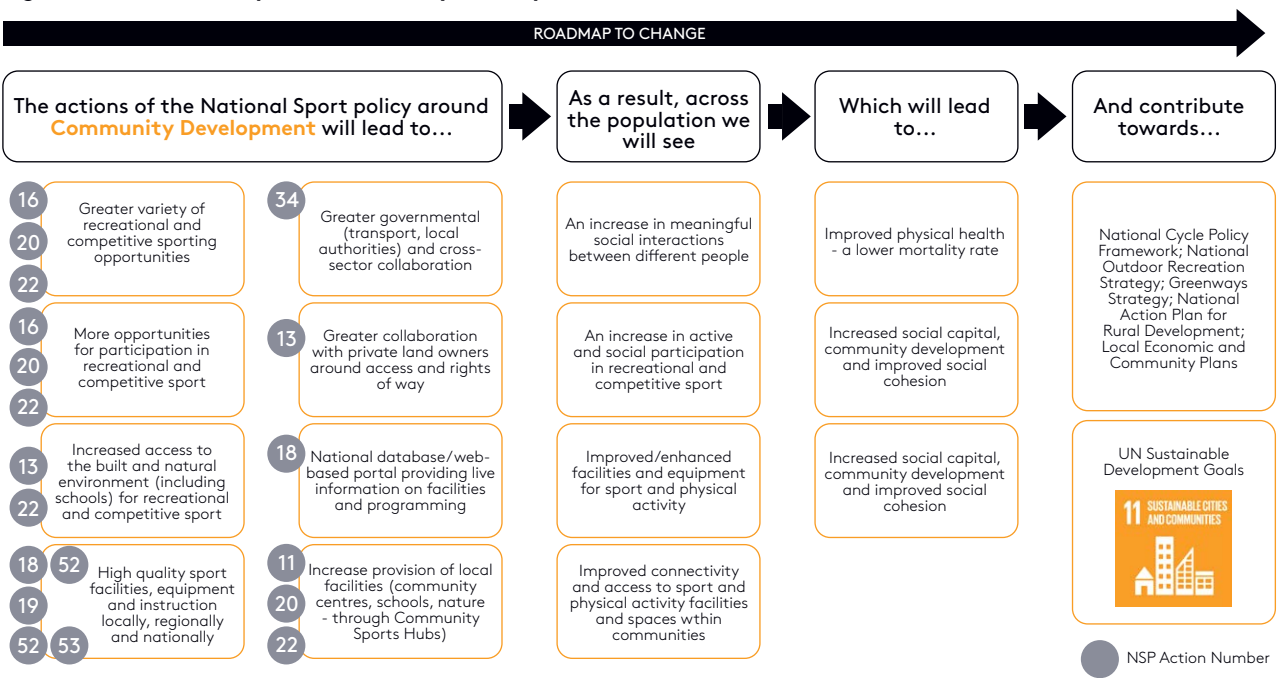 ROADMAP TO CHANGE
The actions of the National Sport policy around
Community Development will lead to...
As a result, across
the population we
will see
Which will lead
to...
And contribute
towards...
16
20
22
Greater variety of
recreational and
competitive sporting
opportunities
16
20
22
More opportunities
for participation in
recreational and
competitive sport
13
22
Increased access to
the built and natural
environment (including
schools) for recreational
and competitive sport
18
52
19
52
53
High quality sport
facilities, equipment
and instruction
locally, regionally
and nationally
34
Greater governmental
(transport, local
authorities) and cross-
sector collaboration
13
Greater collaboration
with private land owners
around access and rights
of way
18
National database/web-
based portal providing live
information on facilities
and programming
11
20
22
Increase provision of local
facilities (community
centres, schools, nature
- through Community
Sports Hubs)
An increase in meaningful
social interactions
between different people
An increase in active
and social participation
in recreational and
competitive sport
Improved/enhanced
facilities and equipment
for sport and physical
activity
Improved connectivity
and access to sport and
physical activity facilities
and spaces wthin
communities
Improved physical health
- a lower mortality rate
Increased social capital,
community development
and improved social
cohesion
Increased social capital,
community development
and improved social
cohesion
National Cycle Policy
Framework; National
Outdoor Recreation
Strategy; Greenways
Strategy; National
Action Plan for
Rural Development;
Local Economic and
Community Plans
UN Sustainable
Development Goals
11 SUSTAINABLE CITIES
AND COMMUNITIES
NSP Action Number